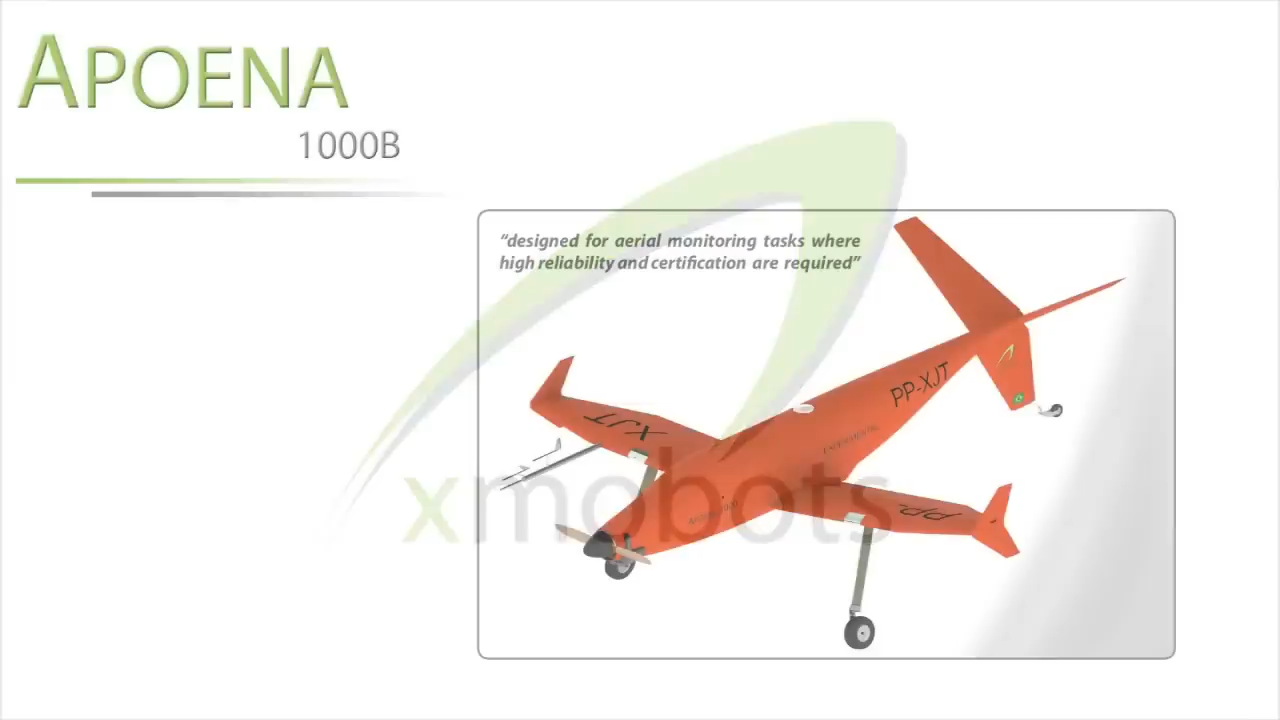 APOENA
1000B
“designed for aerial monitoring tasks where
high reliability and certification are required”
PP-XJT
XJT
xmobots
PP-